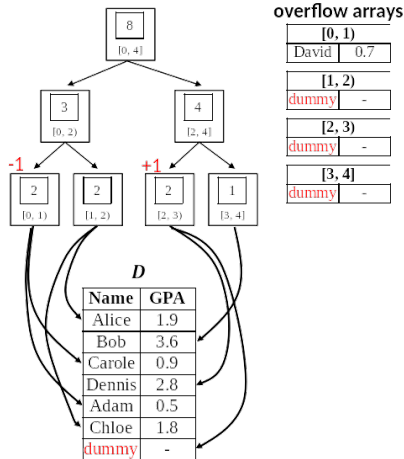 overflow arrays
8
[0, 4]
[0, 1)
David 0.7
[1, 2)
dummy -
[2, 3)
dummy -
[3, 4]
dummy -
3
[0, 2)
4
[2, 4]
-1
+1
2
[0, 1)
2
[1, 2)
2
[2, 3)
1
[3, 4]
D
Name GPA
Alice 1.9
Bob 3.6
Carole 0.9
Dennis 2.8
Adam 0.5
Chloe 1.8
dummy -